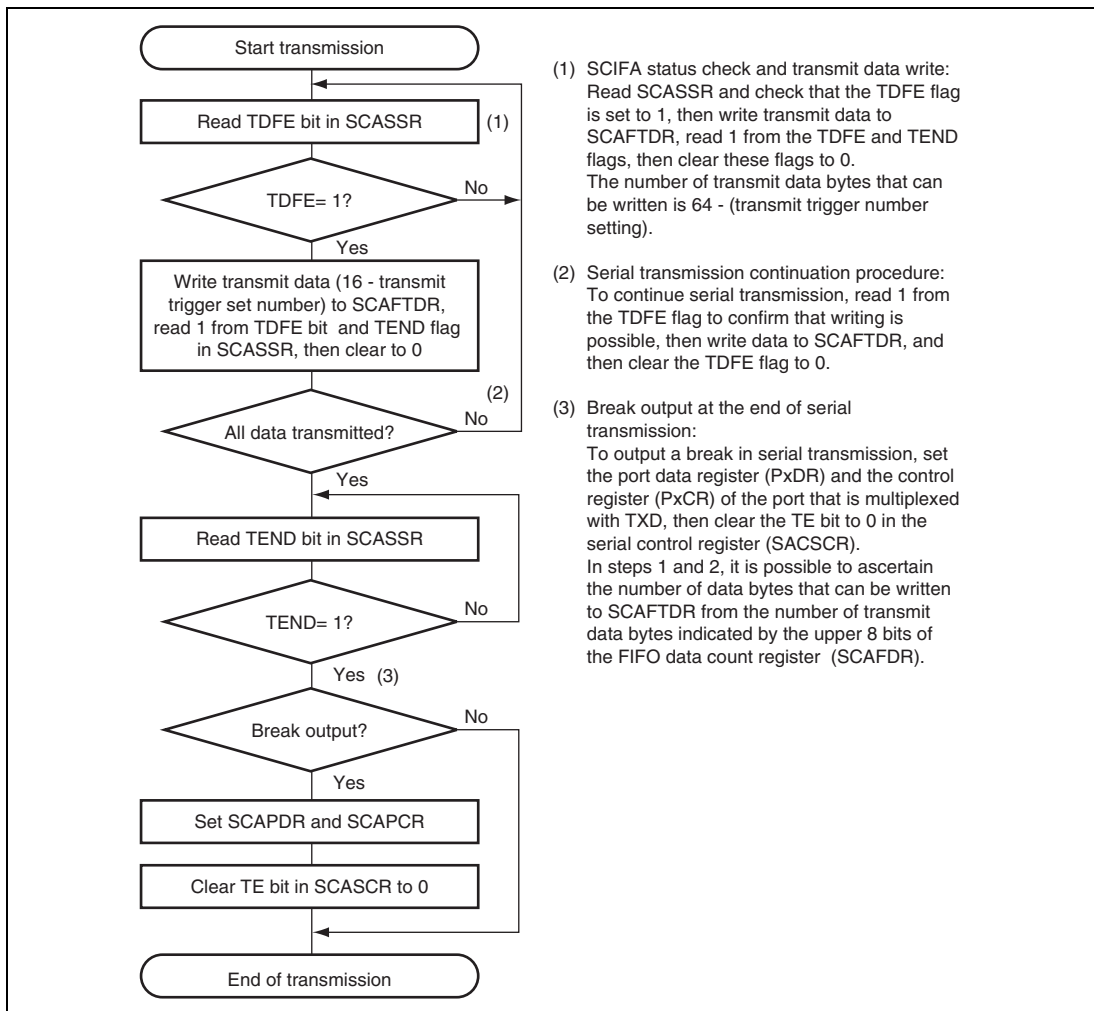 Start transmission
Read TDFE bit in SCASSR
(1)
TDFE= 1?
No
Yes
Write transmit data (16 - transmit
trigger set number) to SCAFTDR,
read 1 from TDFE bit  and TEND flag
in SCASSR, then clear to 0
(2)
All data transmitted?
No
Yes
Read TEND bit in SCASSR
TEND= 1?
No
Yes (3)
Break output?
No
Yes
Set SCAPDR and SCAPCR
Clear TE bit in SCASCR to 0
End of transmission
(1) SCIFA status check and transmit data write:
Read SCASSR and check that the TDFE flag
is set to 1, then write transmit data to
SCAFTDR, read 1 from the TDFE and TEND
flags, then clear these flags to 0.
The number of transmit data bytes that can
be written is 64 - (transmit trigger number
setting).
(2) Serial transmission continuation procedure:
To continue serial transmission, read 1 from
the TDFE flag to confirm that writing is
possible, then write data to SCAFTDR, and
then clear the TDFE flag to 0.
(3) Break output at the end of serial
transmission:
To output a break in serial transmission, set
the port data register (PxDR) and the control
register (PxCR) of the port that is multiplexed
with TXD, then clear the TE bit to 0 in the
serial control register (SACSCR).
In steps 1 and 2, it is possible to ascertain
the number of data bytes that can be written
to SCAFTDR from the number of transmit
data bytes indicated by the upper 8 bits of
the FIFO data count register  (SCAFDR).